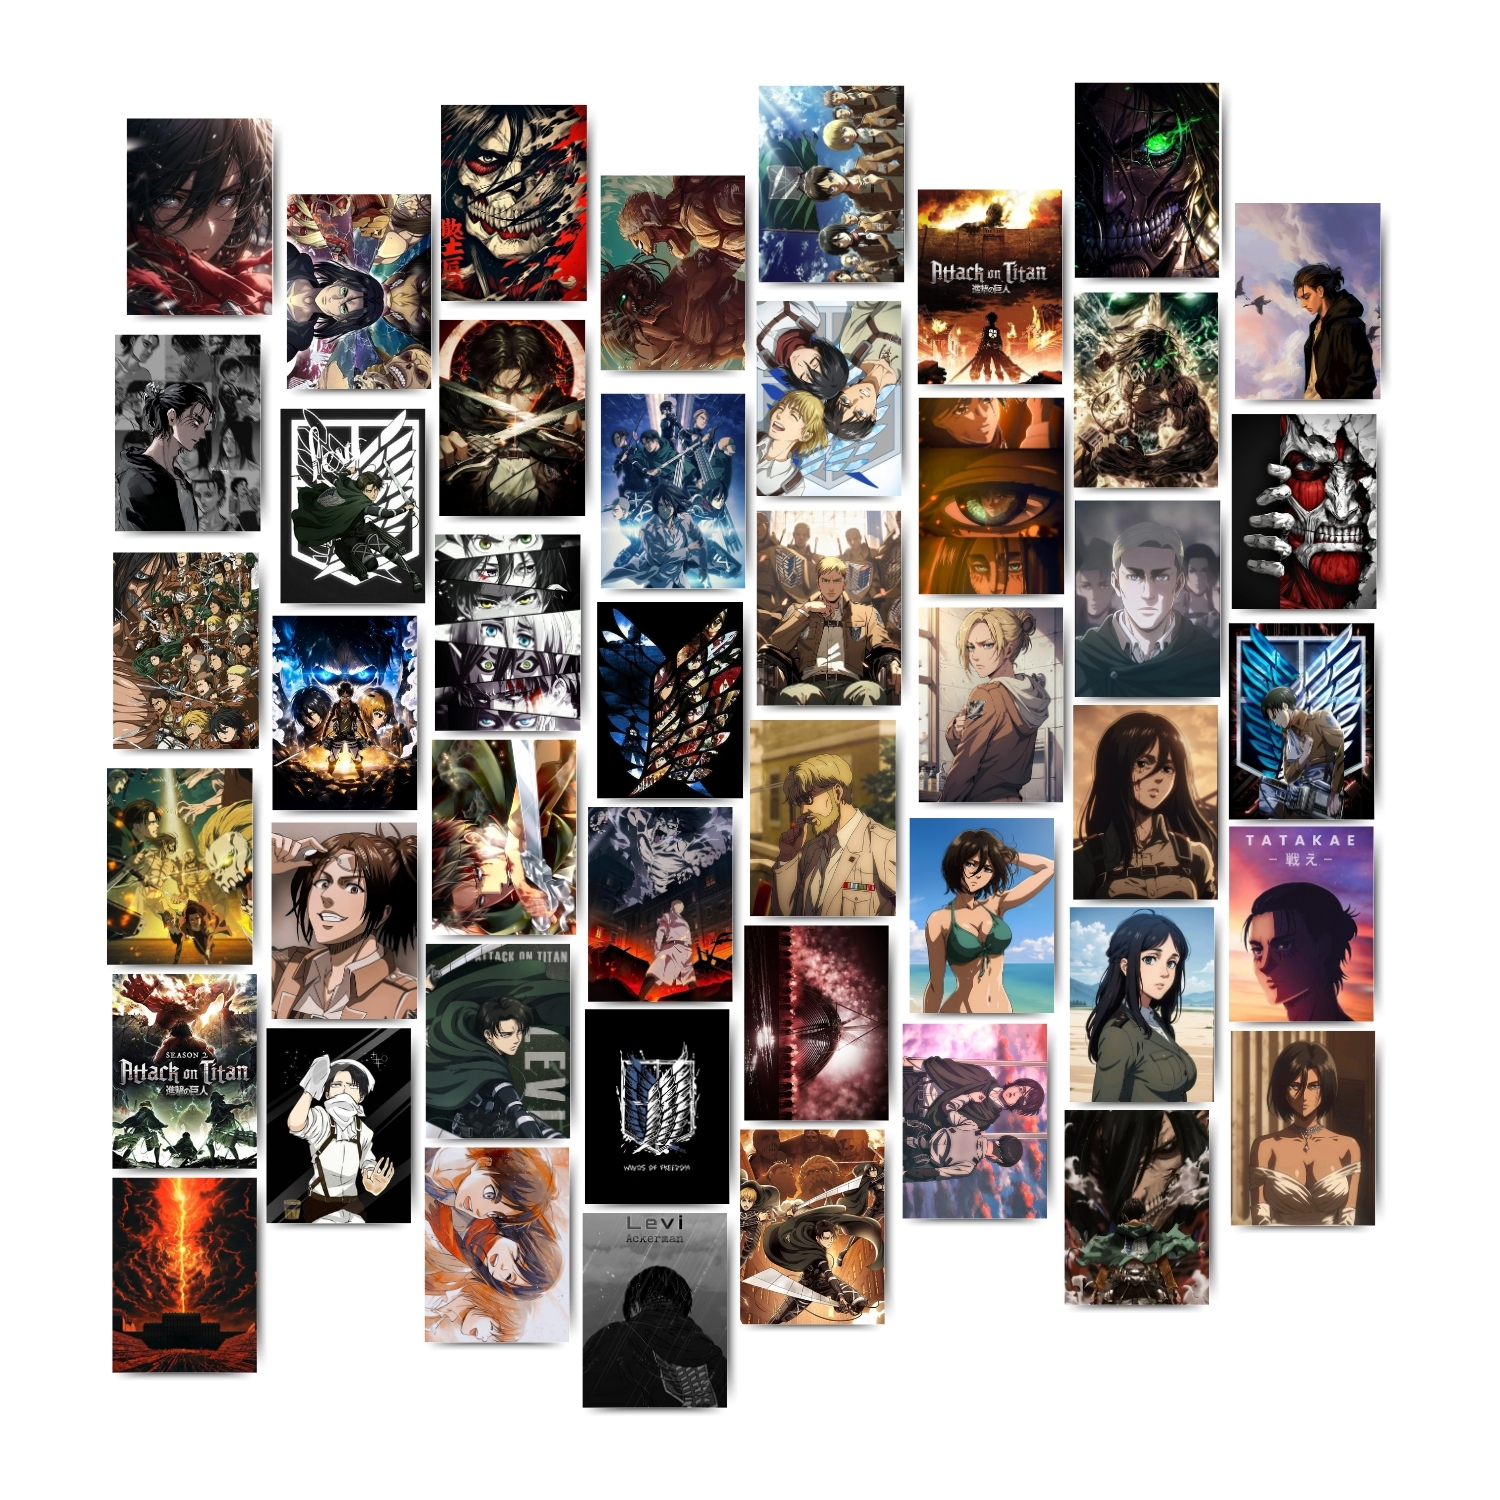 Attack on Titan
進撃の巨人
TATAKAE
– 戦え –
ATTACK ON TITAN
LEVI
SEASON 2
Attack on Titan
進撃の巨人
WINGS OF FREEDOM
Levi
Ackerman